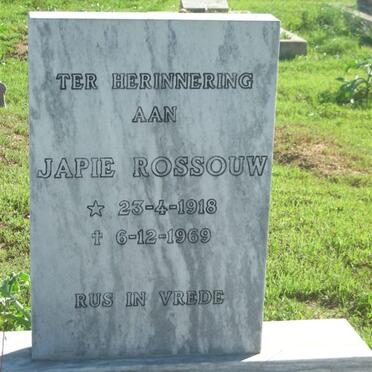 TER HERINNERING
AAN
JAPIE ROSSOUW
☆ 23-4-1918
✝ 6-12-1969
RUS IN VREDE